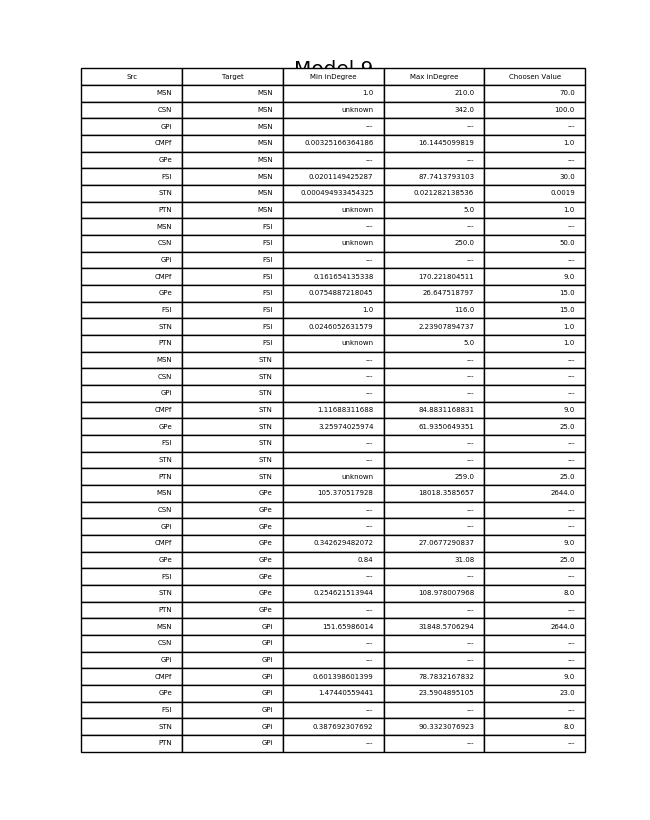 Model 9
Src Target Min inDegree Max inDegree Choosen Value
MSN MSN 1.0 210.0 70.0
CSN MSN unknown 342.0 100.0
GPi MSN --- --- ---
CMPf MSN 0.00325166364186 16.1445099819 1.0
GPe MSN --- --- ---
FSI MSN 0.0201149425287 87.7413793103 30.0
STN MSN 0.000494933454325 0.021282138536 0.0019
PTN MSN unknown 5.0 1.0
MSN FSI --- --- ---
CSN FSI unknown 250.0 50.0
GPi FSI --- --- ---
CMPf FSI 0.161654135338 170.221804511 9.0
GPe FSI 0.0754887218045 26.647518797 15.0
FSI FSI 1.0 116.0 15.0
STN FSI 0.0246052631579 2.23907894737 1.0
PTN FSI unknown 5.0 1.0
MSN STN --- --- ---
CSN STN --- --- ---
GPi STN --- --- ---
CMPf STN 1.11688311688 84.8831168831 9.0
GPe STN 3.25974025974 61.9350649351 25.0
FSI STN --- --- ---
STN STN --- --- ---
PTN STN unknown 259.0 25.0
MSN GPe 105.370517928 18018.3585657 2644.0
CSN GPe --- --- ---
GPi GPe --- --- ---
CMPf GPe 0.342629482072 27.0677290837 9.0
GPe GPe 0.84 31.08 25.0
FSI GPe --- --- ---
STN GPe 0.254621513944 108.978007968 8.0
PTN GPe --- --- ---
MSN GPi 151.65986014 31848.5706294 2644.0
CSN GPi --- --- ---
GPi GPi --- --- ---
CMPf GPi 0.601398601399 78.7832167832 9.0
GPe GPi 1.47440559441 23.5904895105 23.0
FSI GPi --- --- ---
STN GPi 0.387692307692 90.3323076923 8.0
PTN GPi --- --- ---